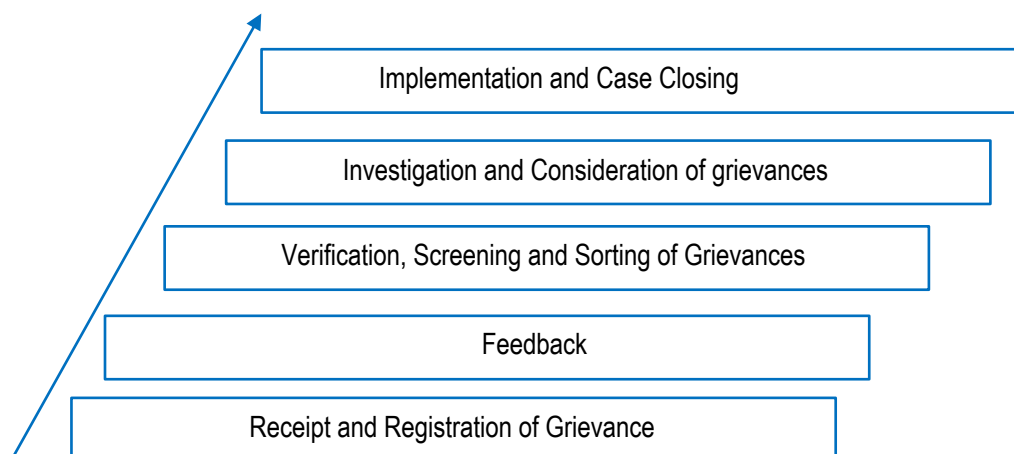 Implementation and Case Closing
Investigation and Consideration of grievances
Verification, Screening and Sorting of Grievances
Feedback
Receipt and Registration of Grievance